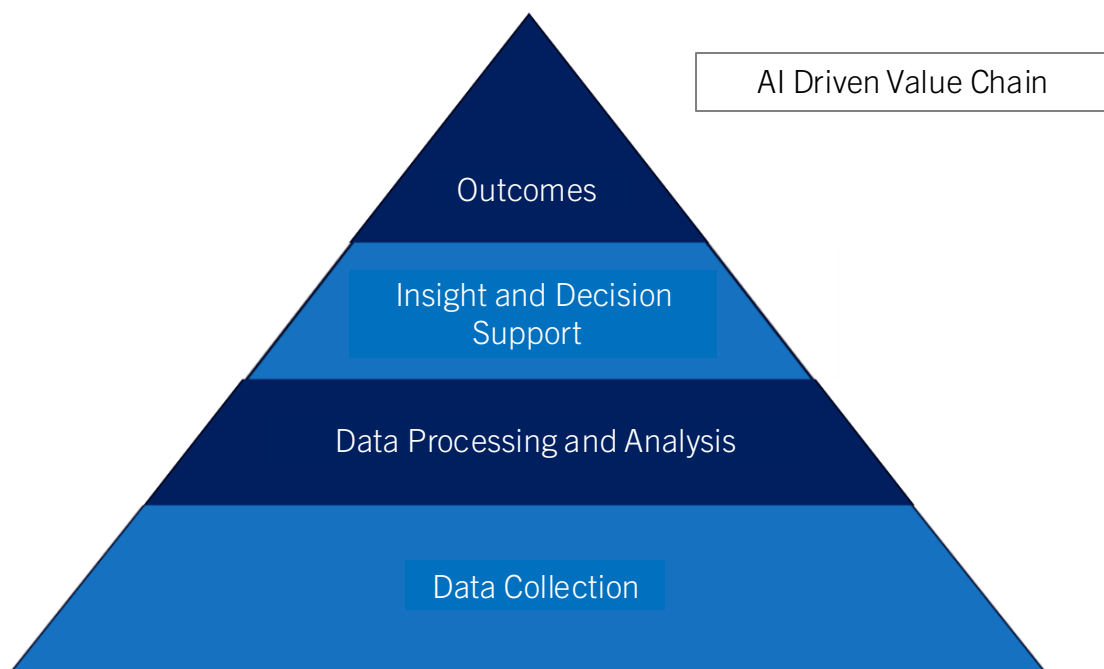 AI Driven Value Chain
Outcomes
Insight and Decision
Support
Data Processing and Analysis
Data Collection